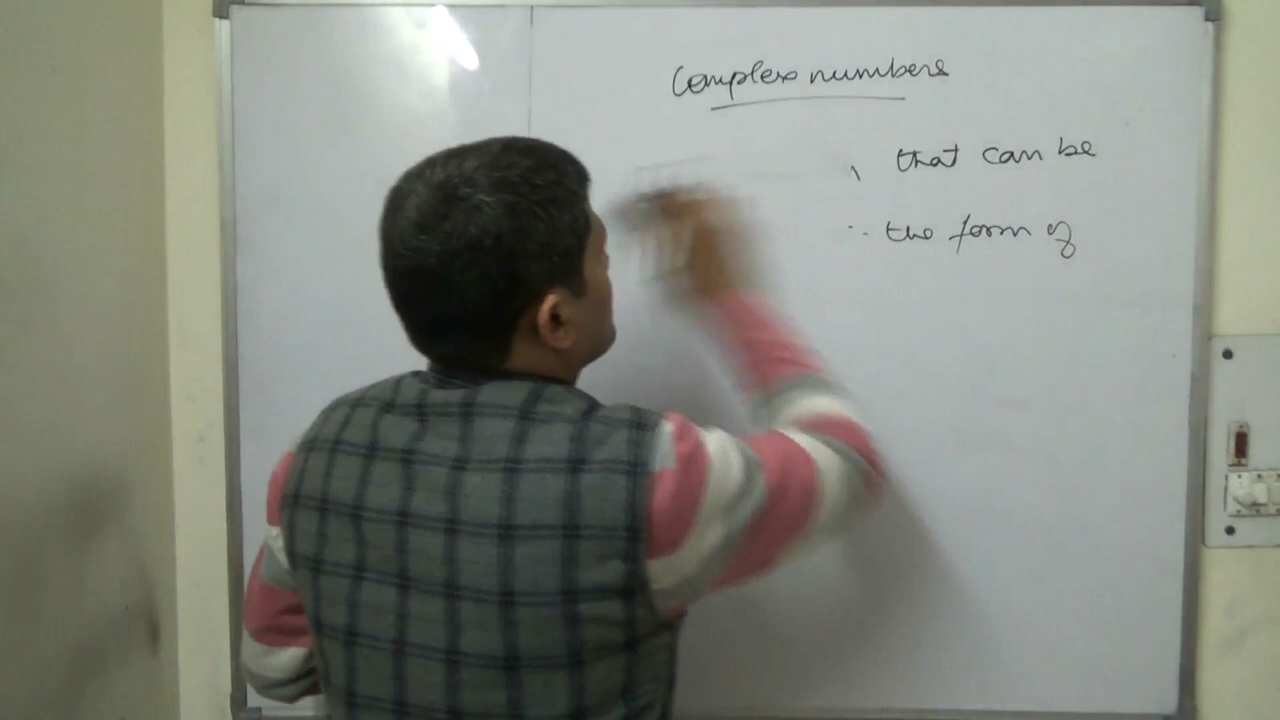 Complex numbers
that can be
the form of